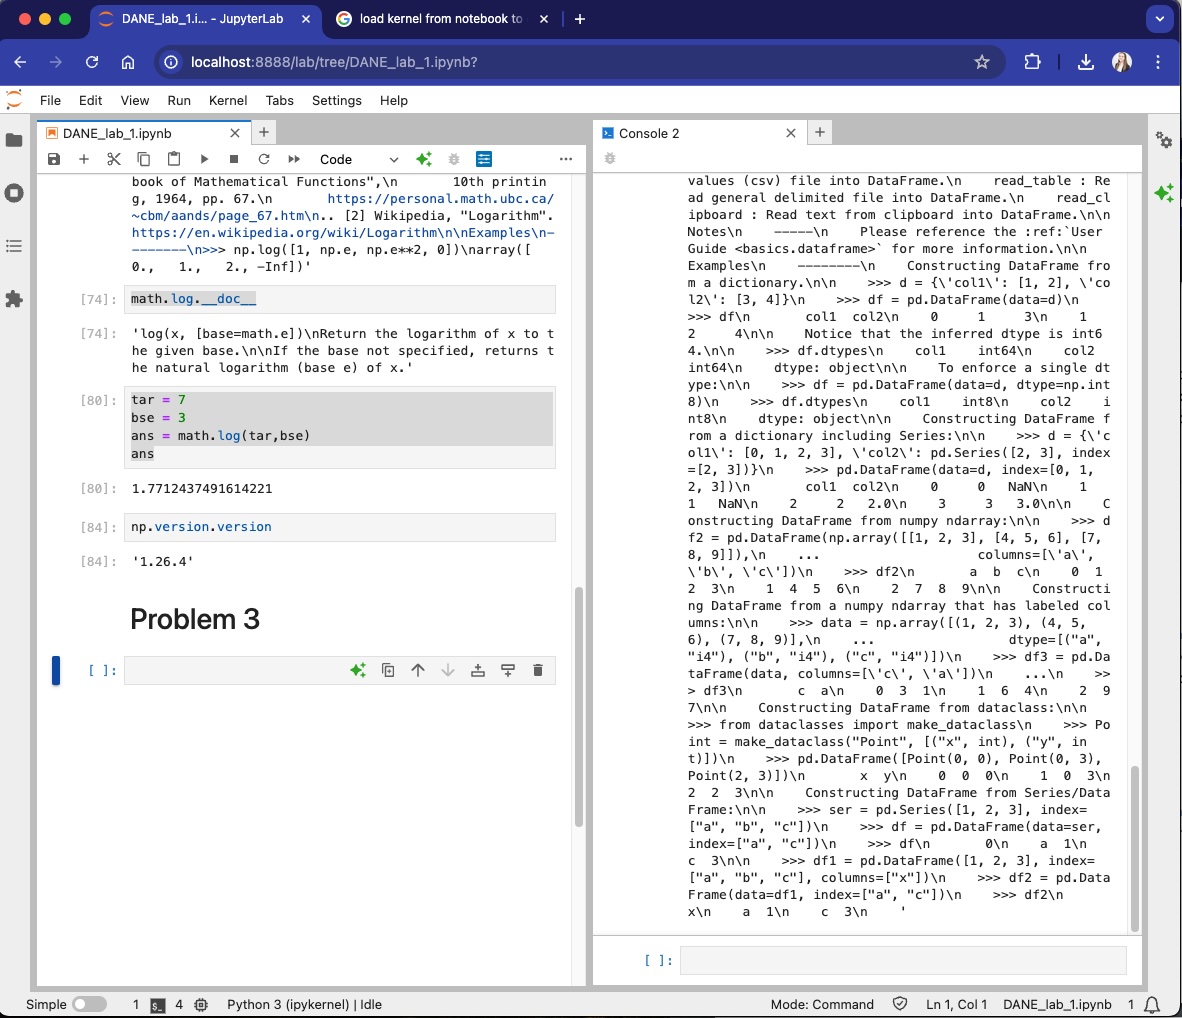 DANE_lab_1.i... - JupyterLab
load kernel from notebook to
localhost:8888/lab/tree/DANE_lab_1.ipynb?
File Edit View Run Kernel Tabs Settings Help
DANE_lab_1.ipynb
Code
book of Mathematical Functions",\n        10th printin
g, 1964, pp. 67.\n       https://personal.math.ubc.ca/
~cbm/aands/page_67.htm\n.. [2] Wikipedia, "Logarithm".
https://en.wikipedia.org/wiki/Logarithm\n\nExamples\n-
-------\n>>> np.log([1, np.e, np.e**2, 0])\narray([
0.,   1.,   2., -Inf])'
[74]: math.log.__doc__
[74]: 'log(x, [base=math.e])\nReturn the logarithm of x to t
he given base.\n\nIf the base not specified, returns t
he natural logarithm (base e) of x.'
[80]: tar = 7
bse = 3
ans = math.log(tar,bse)
ans
[80]: 1.7712437491614221
[84]: np.version.version
[84]: '1.26.4'
Problem 3
[ ]:
Console 2
values (csv) file into DataFrame.\n    read_table : Re
ad general delimited file into DataFrame.\n    read_cl
ipboard : Read text from clipboard into DataFrame.\n\n
Notes\n    -----\n    Please reference the :ref:`User
Guide <basics.dataframe>` for more information.\n\n
Examples\n    --------\n    Constructing DataFrame fro
m a dictionary.\n\n    >>> d = {\'col1\': [1, 2], \'co
l2\': [3, 4]}\n    >>> df = pd.DataFrame(data=d)\n
>>> df\n       col1  col2\n    0     1     3\n    1
2     4\n\n    Notice that the inferred dtype is int6
4.\n\n    >>> df.dtypes\n    col1    int64\n    col2
int64\n    dtype: object\n\n    To enforce a single dt
ype:\n\n    >>> df = pd.DataFrame(data=d, dtype=np.int
8)\n    >>> df.dtypes\n    col1    int8\n    col2    i
nt8\n    dtype: object\n\n    Constructing DataFrame f
rom a dictionary including Series:\n\n    >>> d = {\'c
ol1\': [0, 1, 2, 3], \'col2\': pd.Series([2, 3], index
=[2, 3])}\n    >>> pd.DataFrame(data=d, index=[0, 1,
2, 3])\n       col1  col2\n    0     0   NaN\n    1
1   NaN\n    2     2   2.0\n    3     3   3.0\n\n    C
onstructing DataFrame from numpy ndarray:\n\n    >>> d
f2 = pd.DataFrame(np.array([[1, 2, 3], [4, 5, 6], [7,
8, 9]]),\n    ...                    columns=[\'a\',
\'b\', \'c\'])\n    >>> df2\n       a  b  c\n    0  1
2  3\n    1  4  5  6\n    2  7  8  9\n\n    Constructi
ng DataFrame from a numpy ndarray that has labeled col
umns:\n\n    >>> data = np.array([(1, 2, 3), (4, 5,
6), (7, 8, 9)],\n    ...                 dtype=[("a",
"i4"), ("b", "i4"), ("c", "i4")])\n    >>> df3 = pd.Da
taFrame(data, columns=[\'c\', \'a\'])\n    ...\n    >>
> df3\n       c  a\n    0  3  1\n    1  6  4\n    2  9
7\n\n    Constructing DataFrame from dataclass:\n\n
>>> from dataclasses import make_dataclass\n    >>> Po
int = make_dataclass("Point", [("x", int), ("y", in
t)])\n    >>> pd.DataFrame([Point(0, 0), Point(0, 3),
Point(2, 3)])\n       x  y\n    0  0  0\n    1  0  3\n
2  2  3\n\n    Constructing DataFrame from Series/Data
Frame:\n\n    >>> ser = pd.Series([1, 2, 3], index=
["a", "b", "c"])\n    >>> df = pd.DataFrame(data=ser,
index=["a", "c"])\n    >>> df\n       0\n    a  1\n
c  3\n\n    >>> df1 = pd.DataFrame([1, 2, 3], index=
["a", "b", "c"], columns=["x"])\n    >>> df2 = pd.Data
Frame(data=df1, index=["a", "c"])\n    >>> df2\n
x\n    a  1\n    c  3\n    '
[ ]:
Simple 1 $_ 4 Python 3 (ipykernel) | Idle Mode: Command Ln 1, Col 1 DANE_lab_1.ipynb 1